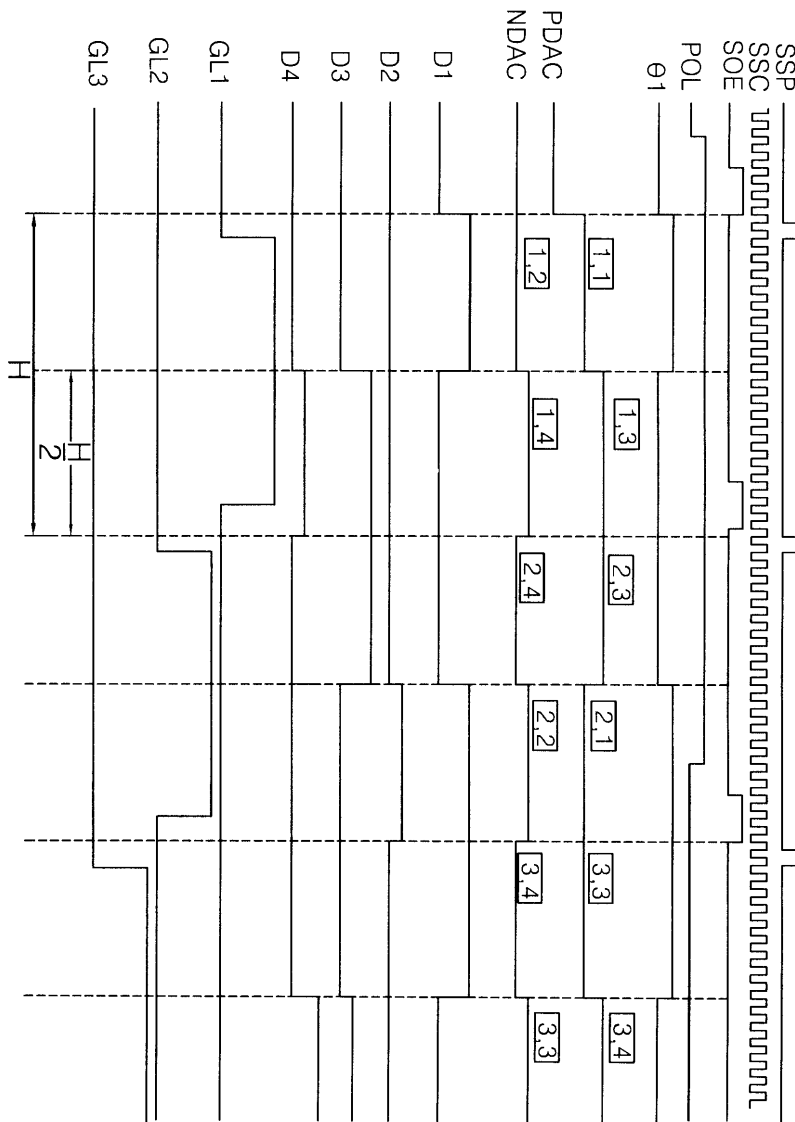 SSP
SSC
SOE
POL
θ1
1,1
1,3
2,3
2,1
3,3
3,4
PDAC
NDAC
1,2
1,4
2,4
2,2
3,4
3,3
D1
D2
D3
D4
GL1
GL2
GL3
H/2
H